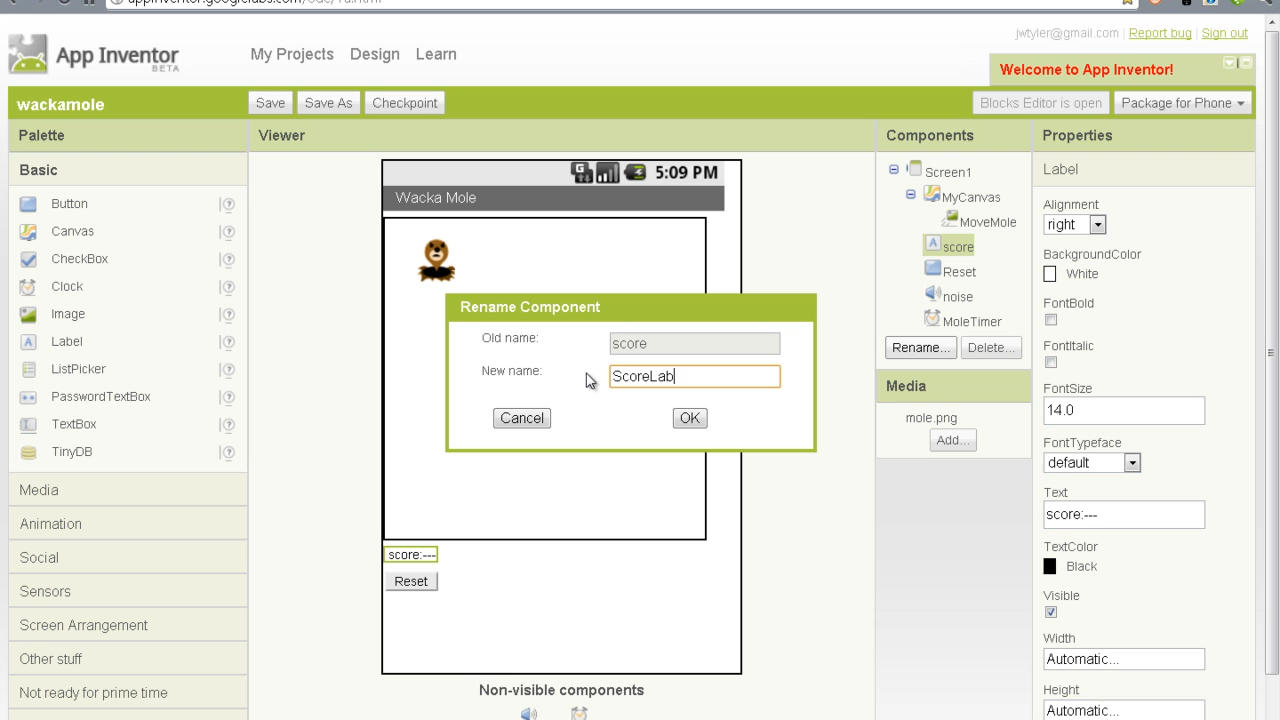 appinventor.googlelabs.com/ode/Ya.html
jwtyler@gmail.com | Report bug | Sign out
App Inventor
BETA
My Projects Design Learn
Welcome to App Inventor!
wackamole
Save Save As Checkpoint
Blocks Editor is open Package for Phone
Palette
Viewer
Components
Properties
Basic
Button
Canvas
CheckBox
Clock
Image
Label
ListPicker
PasswordTextBox
TextBox
TinyDB
Media
Animation
Social
Sensors
Screen Arrangement
Other stuff
Not ready for prime time
5:09 PM
Wacka Mole
Rename Component
Old name: score
New name: ScoreLab
Cancel OK
score:---
Reset
Non-visible components
Screen1
MyCanvas
MoveMole
score
Reset
noise
MoleTimer
Rename... Delete...
Media
mole.png
Add...
Label
Alignment
right
BackgroundColor
White
FontBold
FontItalic
FontSize
14.0
FontTypeface
default
Text
score:---
TextColor
Black
Visible
Width
Automatic...
Height
Automatic...